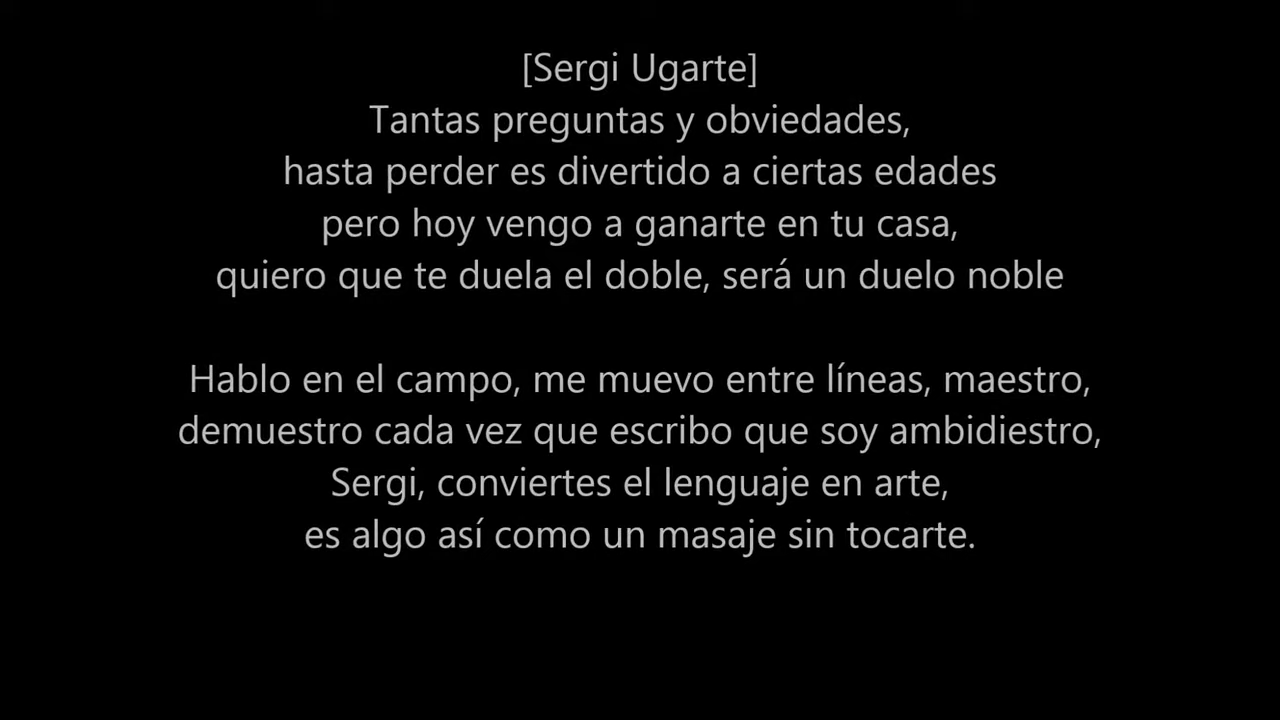 [Sergi Ugarte]
Tantas preguntas y obviedades,
hasta perder es divertido a ciertas edades
pero hoy vengo a ganarte en tu casa,
quiero que te duela el doble, será un duelo noble
Hablo en el campo, me muevo entre líneas, maestro,
demuestro cada vez que escribo que soy ambidiestro,
Sergi, conviertes el lenguaje en arte,
es algo así como un masaje sin tocarte.